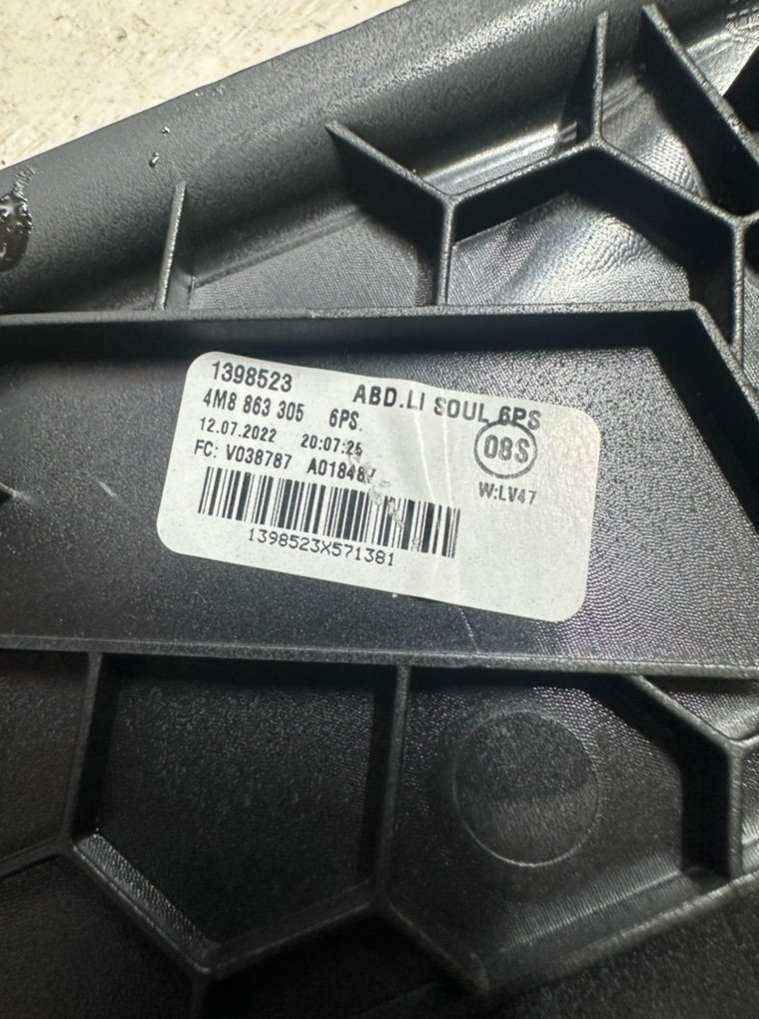 1398523 ABD.LI SOUL 6PS
4M8 863 305 6PS.
12.07.2022 20:07:25
08S
FC: V038787
W:LV47
1398523X571381